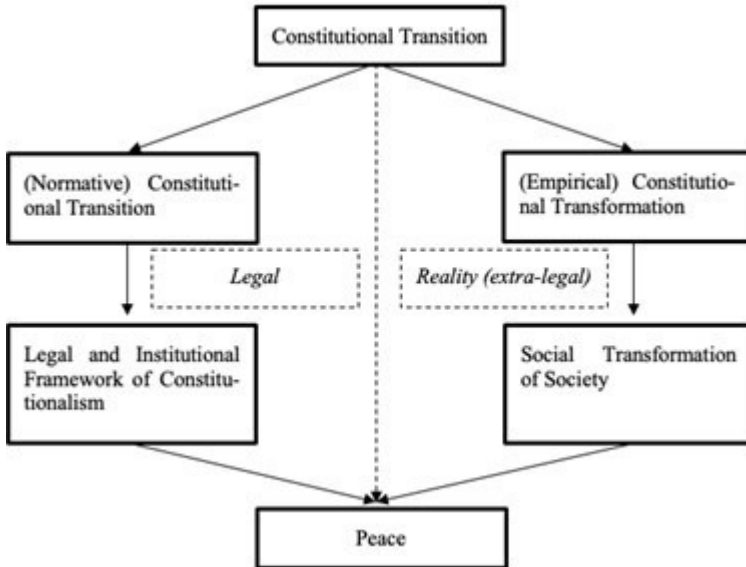 Constitutional Transition
(Normative) Constituti-
onal Transition
(Empirical) Constitutio-
nal Transformation
Legal
Reality (extra-legal)
Legal and Institutional
Framework of Constitu-
tionalism
Social Transformation
of Society
Peace